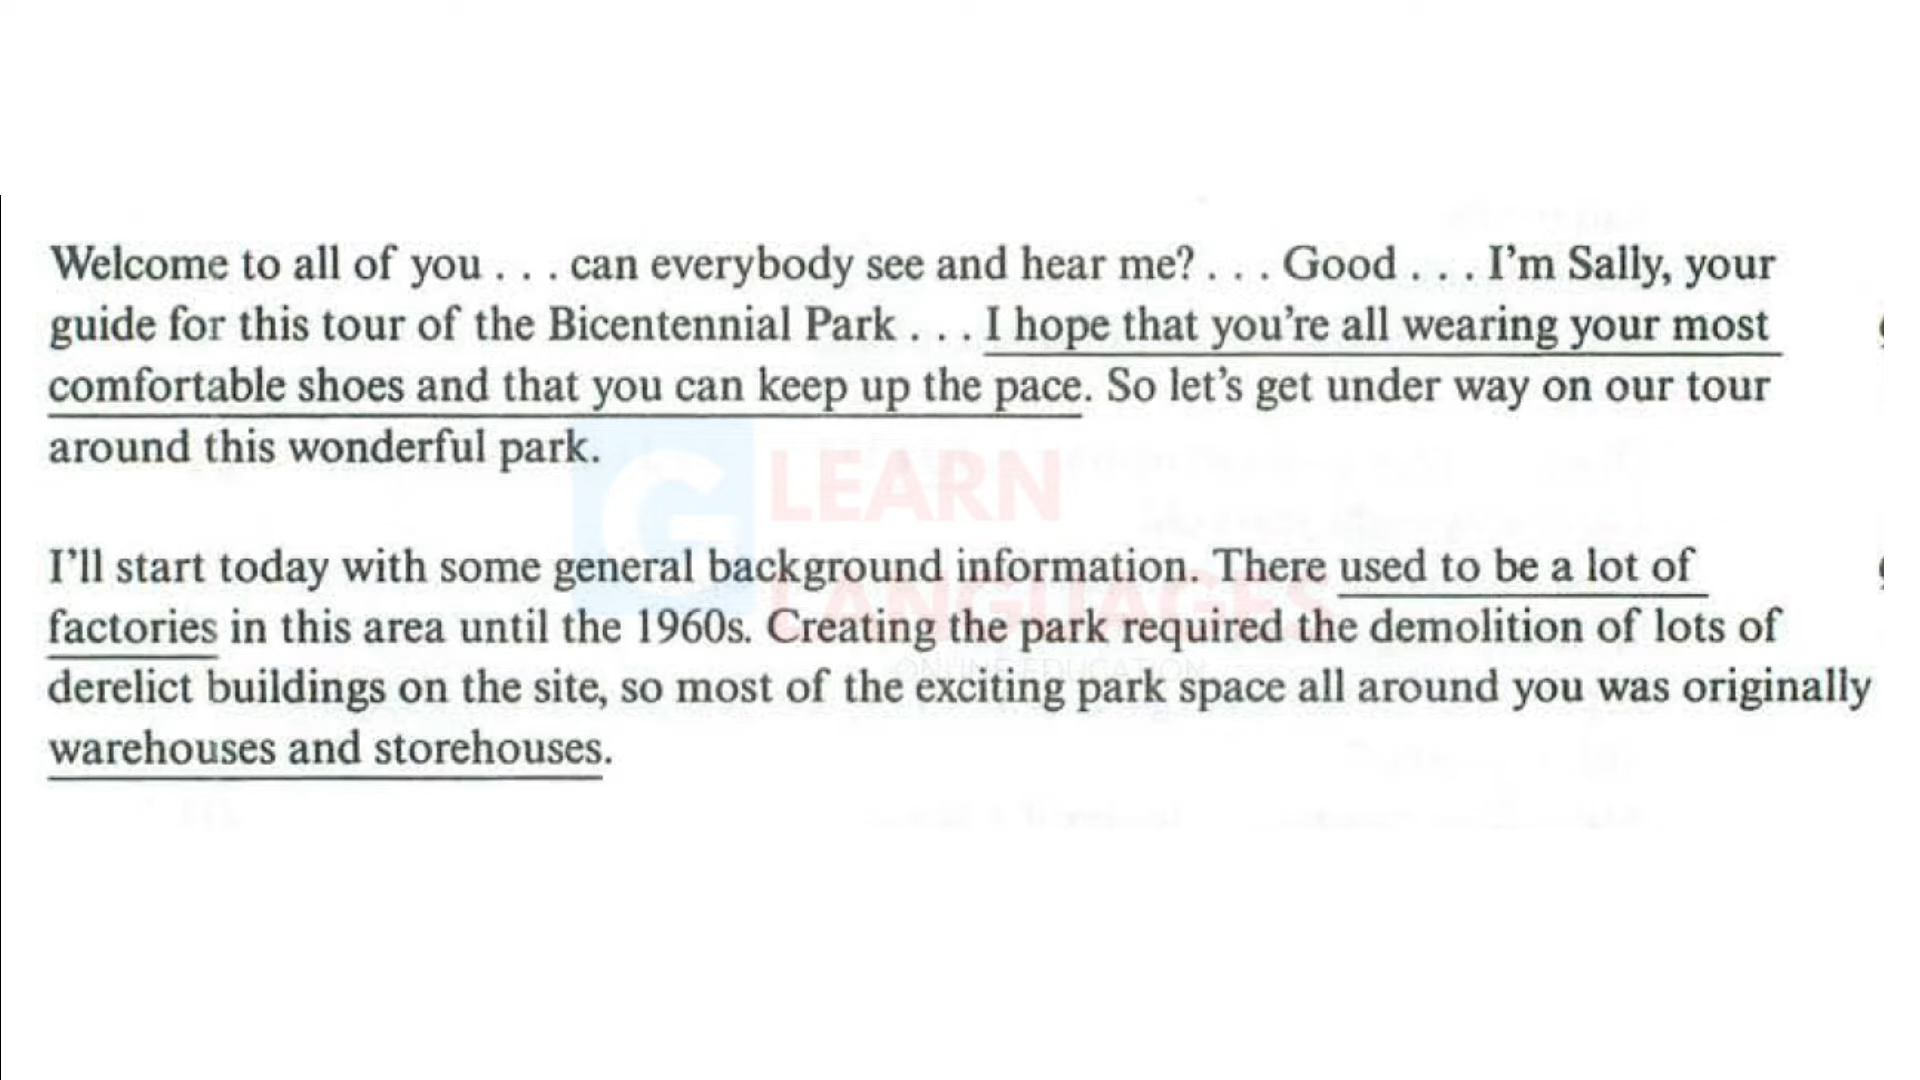 Welcome to all of you . . . can everybody see and hear me? . . . Good . . . I'm Sally, your
guide for this tour of the Bicentennial Park . . . I hope that you're all wearing your most
comfortable shoes and that you can keep up the pace. So let's get under way on our tour
around this wonderful park.
G LEARN
LANGUAGES
ONLINE EDUCATION
I'll start today with some general background information. There used to be a lot of
factories in this area until the 1960s. Creating the park required the demolition of lots of
derelict buildings on the site, so most of the exciting park space all around you was originally
warehouses and storehouses.